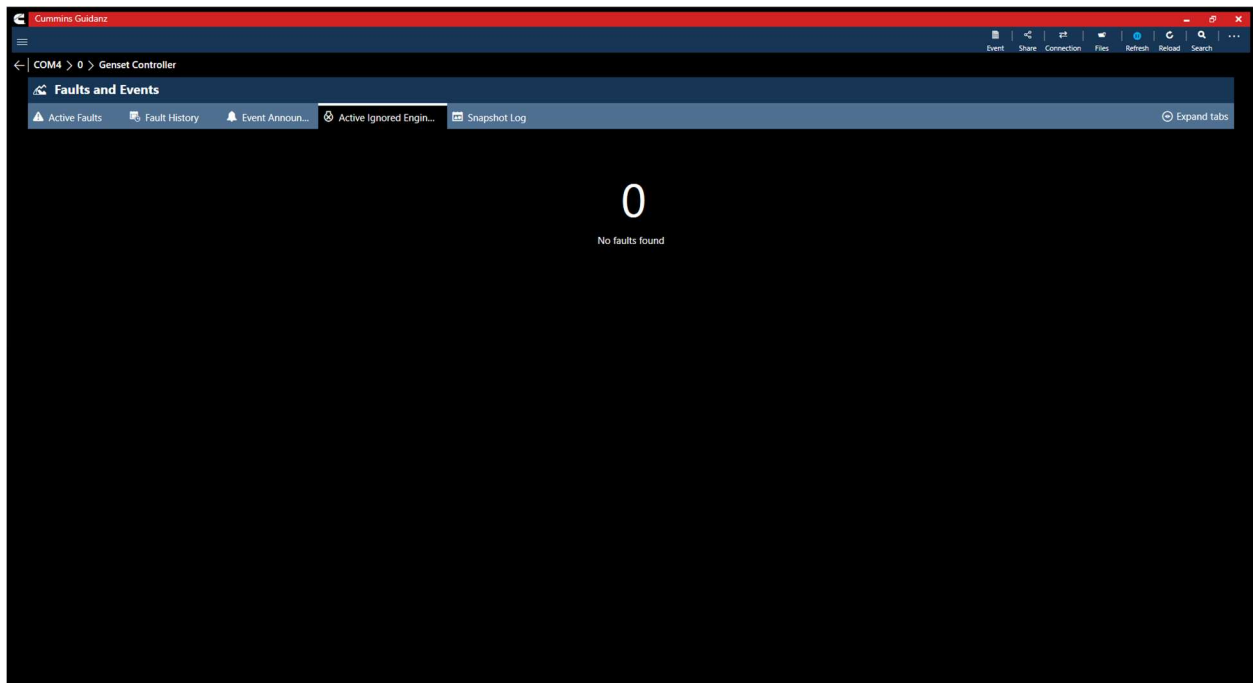 Cummins Guidanz
Event Share Connection Files Refresh Reload Search
COM4 > 0 > Genset Controller
Faults and Events
Active Faults Fault History Event Announ... Active Ignored Engin... Snapshot Log Expand tabs
0
No faults found